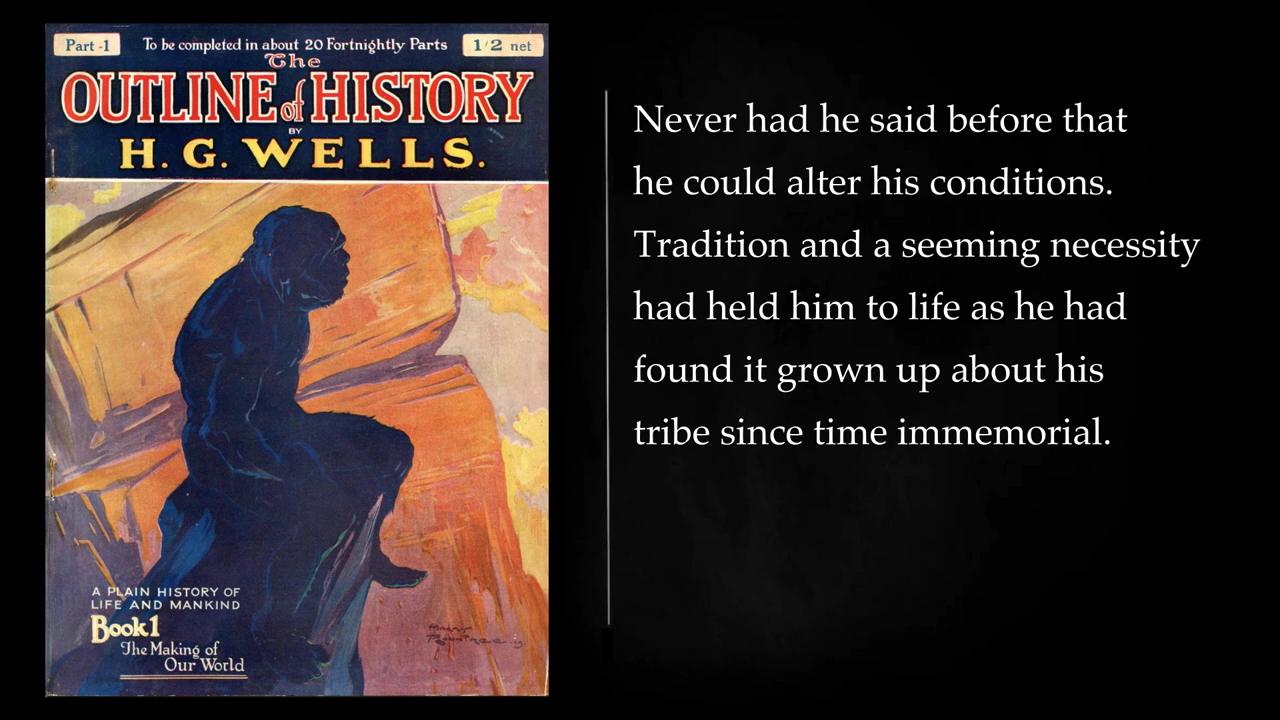 Part -1
To be completed in about 20 Fortnightly Parts
1/2 net
The
OUTLINE of HISTORY
BY
H. G. WELLS.
A PLAIN HISTORY OF
LIFE AND MANKIND
Book 1
The Making of
Our World
Never had he said before that
he could alter his conditions.
Tradition and a seeming necessity
had held him to life as he had
found it grown up about his
tribe since time immemorial.